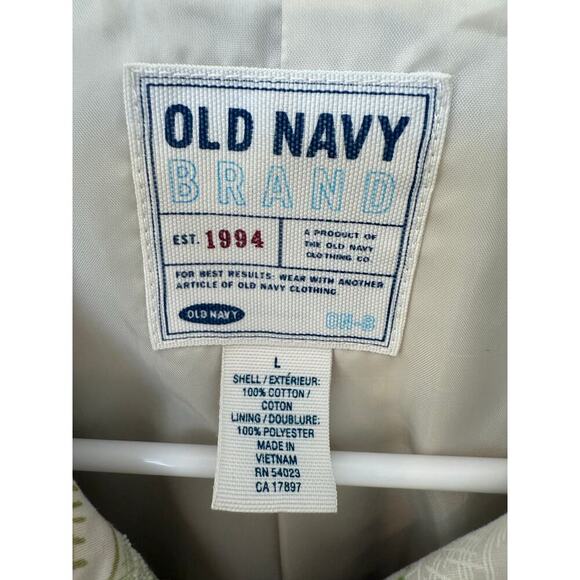 OLD NAVY
BRAND
EST. 1994
A PRODUCT OF
THE OLD NAVY
CLOTHING CO.
FOR BEST RESULTS: WEAR WITH ANOTHER
ARTICLE OF OLD NAVY CLOTHING
OLD NAVY
ON-8
L
SHELL / EXTÉRIEUR:
100% COTTON /
COTON
LINING / DOUBLURE:
100% POLYESTER
MADE IN
VIETNAM
RN 54023
CA 17897